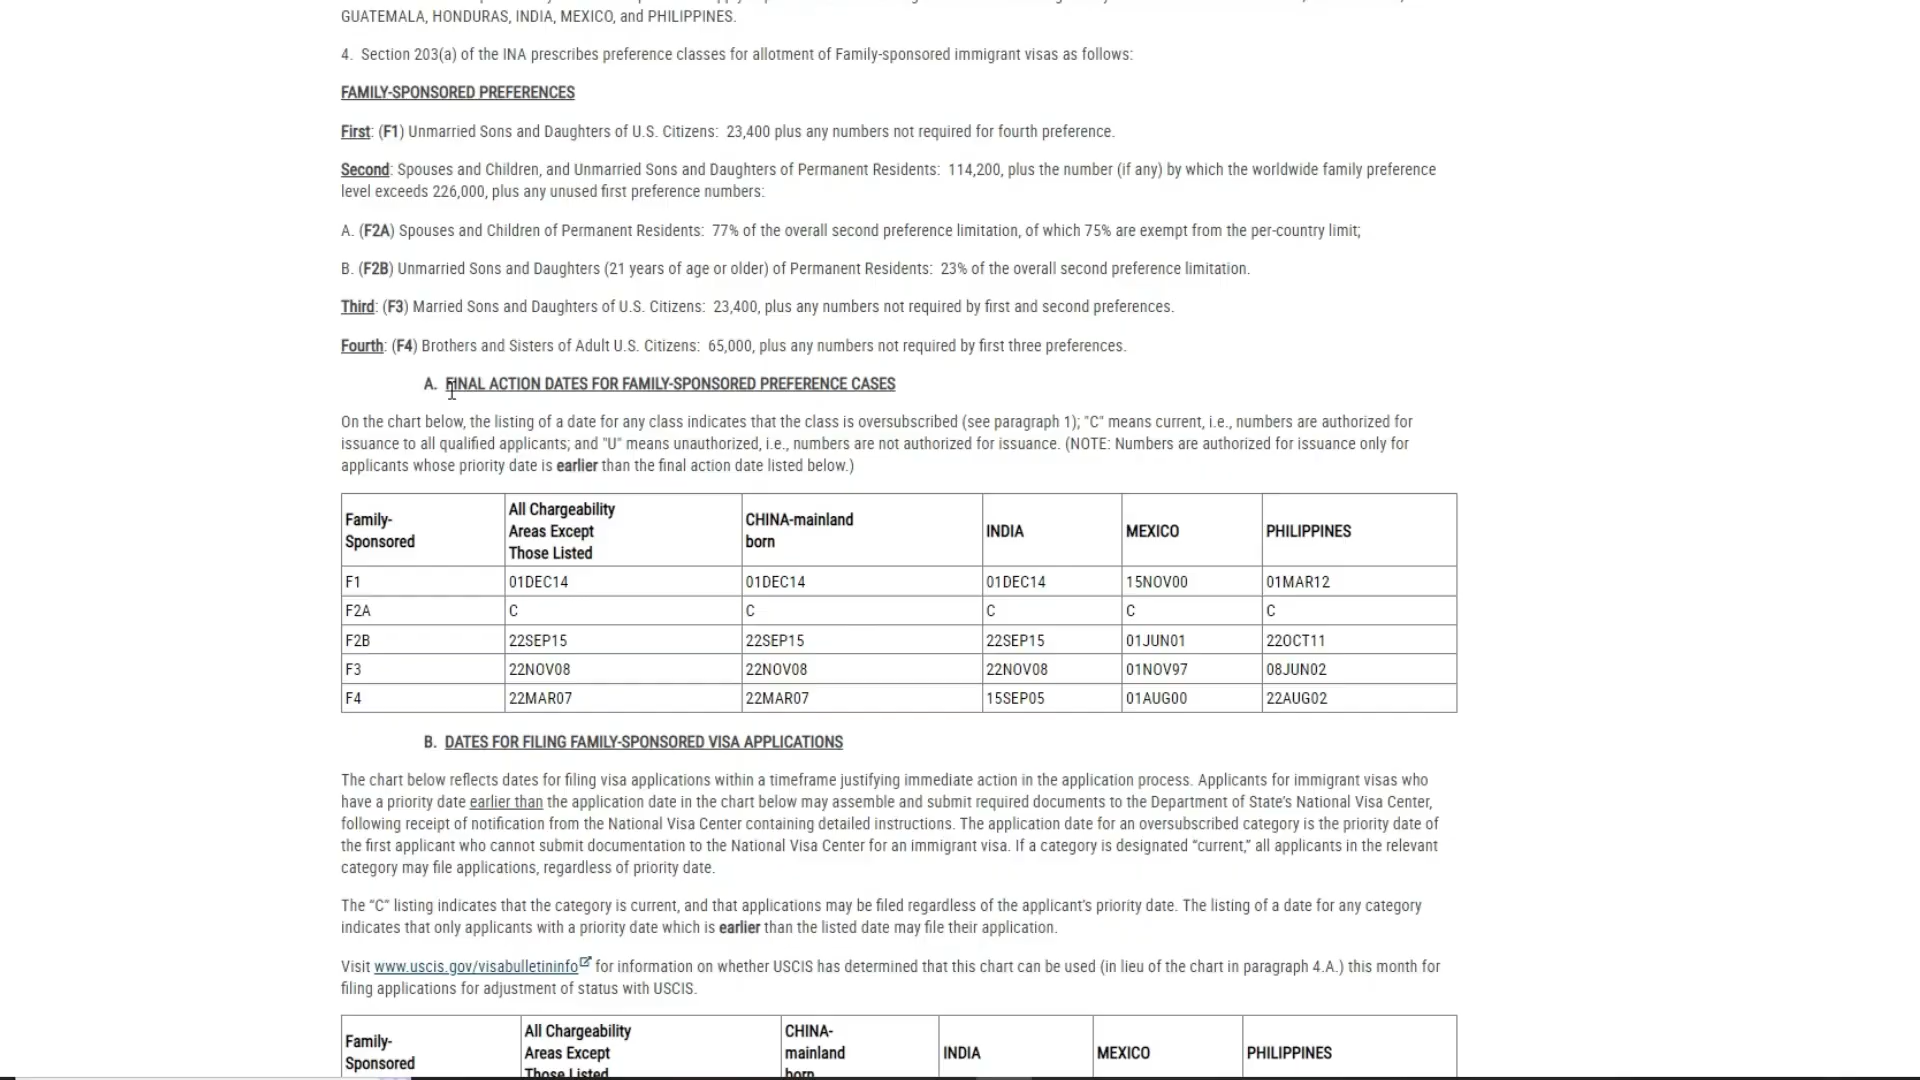 GUATEMALA, HONDURAS, INDIA, MEXICO, and PHILIPPINES.
4. Section 203(a) of the INA prescribes preference classes for allotment of Family-sponsored immigrant visas as follows:
FAMILY-SPONSORED PREFERENCES
First: (F1) Unmarried Sons and Daughters of U.S. Citizens: 23,400 plus any numbers not required for fourth preference.
Second: Spouses and Children, and Unmarried Sons and Daughters of Permanent Residents: 114,200, plus the number (if any) by which the worldwide family preference
level exceeds 226,000, plus any unused first preference numbers:
A. (F2A) Spouses and Children of Permanent Residents: 77% of the overall second preference limitation, of which 75% are exempt from the per-country limit;
B. (F2B) Unmarried Sons and Daughters (21 years of age or older) of Permanent Residents: 23% of the overall second preference limitation.
Third: (F3) Married Sons and Daughters of U.S. Citizens: 23,400, plus any numbers not required by first and second preferences.
Fourth: (F4) Brothers and Sisters of Adult U.S. Citizens: 65,000, plus any numbers not required by first three preferences.
A. FINAL ACTION DATES FOR FAMILY-SPONSORED PREFERENCE CASES
On the chart below, the listing of a date for any class indicates that the class is oversubscribed (see paragraph 1); "C" means current, i.e., numbers are authorized for
issuance to all qualified applicants; and "U" means unauthorized, i.e., numbers are not authorized for issuance. (NOTE: Numbers are authorized for issuance only for
applicants whose priority date is earlier than the final action date listed below.)
Family-
Sponsored
All Chargeability
Areas Except
Those Listed
CHINA-mainland
born
INDIA
MEXICO
PHILIPPINES
F1 01DEC14 01DEC14 01DEC14 15NOV00 01MAR12
F2A C C C C C
F2B 22SEP15 22SEP15 22SEP15 01JUN01 22OCT11
F3 22NOV08 22NOV08 22NOV08 01NOV97 08JUN02
F4 22MAR07 22MAR07 15SEP05 01AUG00 22AUG02
B. DATES FOR FILING FAMILY-SPONSORED VISA APPLICATIONS
The chart below reflects dates for filing visa applications within a timeframe justifying immediate action in the application process. Applicants for immigrant visas who
have a priority date earlier than the application date in the chart below may assemble and submit required documents to the Department of State's National Visa Center,
following receipt of notification from the National Visa Center containing detailed instructions. The application date for an oversubscribed category is the priority date of
the first applicant who cannot submit documentation to the National Visa Center for an immigrant visa. If a category is designated “current,” all applicants in the relevant
category may file applications, regardless of priority date.
The “C” listing indicates that the category is current, and that applications may be filed regardless of the applicant's priority date. The listing of a date for any category
indicates that only applicants with a priority date which is earlier than the listed date may file their application.
Visit www.uscis.gov/visabulletininfo for information on whether USCIS has determined that this chart can be used (in lieu of the chart in paragraph 4.A.) this month for
filing applications for adjustment of status with USCIS.
Family-
Sponsored
All Chargeability
Areas Except
Those Listed
CHINA-
mainland
born
INDIA
MEXICO
PHILIPPINES